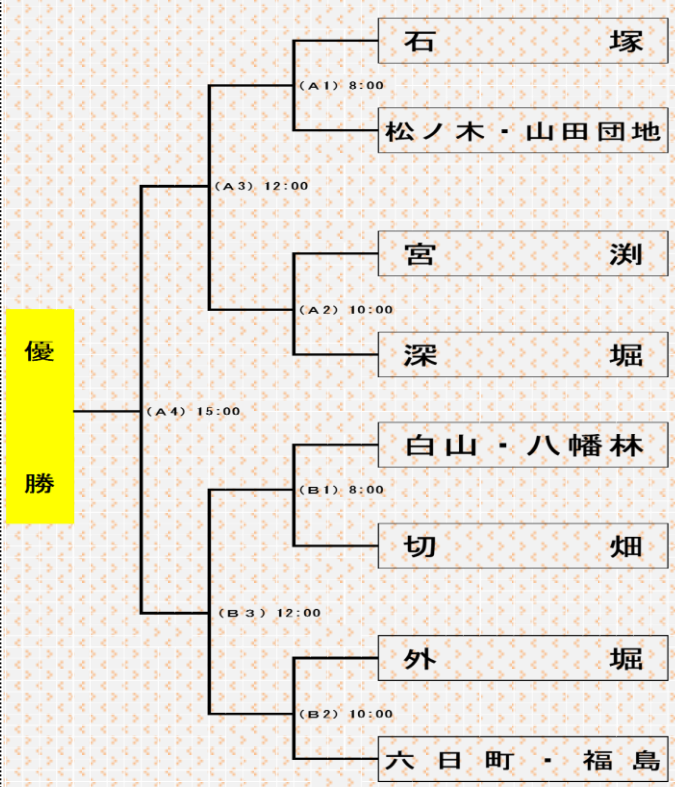 石塚
(A1) 8:00
松ノ木・山田団地
(A3) 12:00
宮渕
(A2) 10:00
深堀
優勝
(A4) 15:00
白山・八幡林
(B1) 8:00
切畑
(B3) 12:00
外堀
(B2) 10:00
六日町・福島